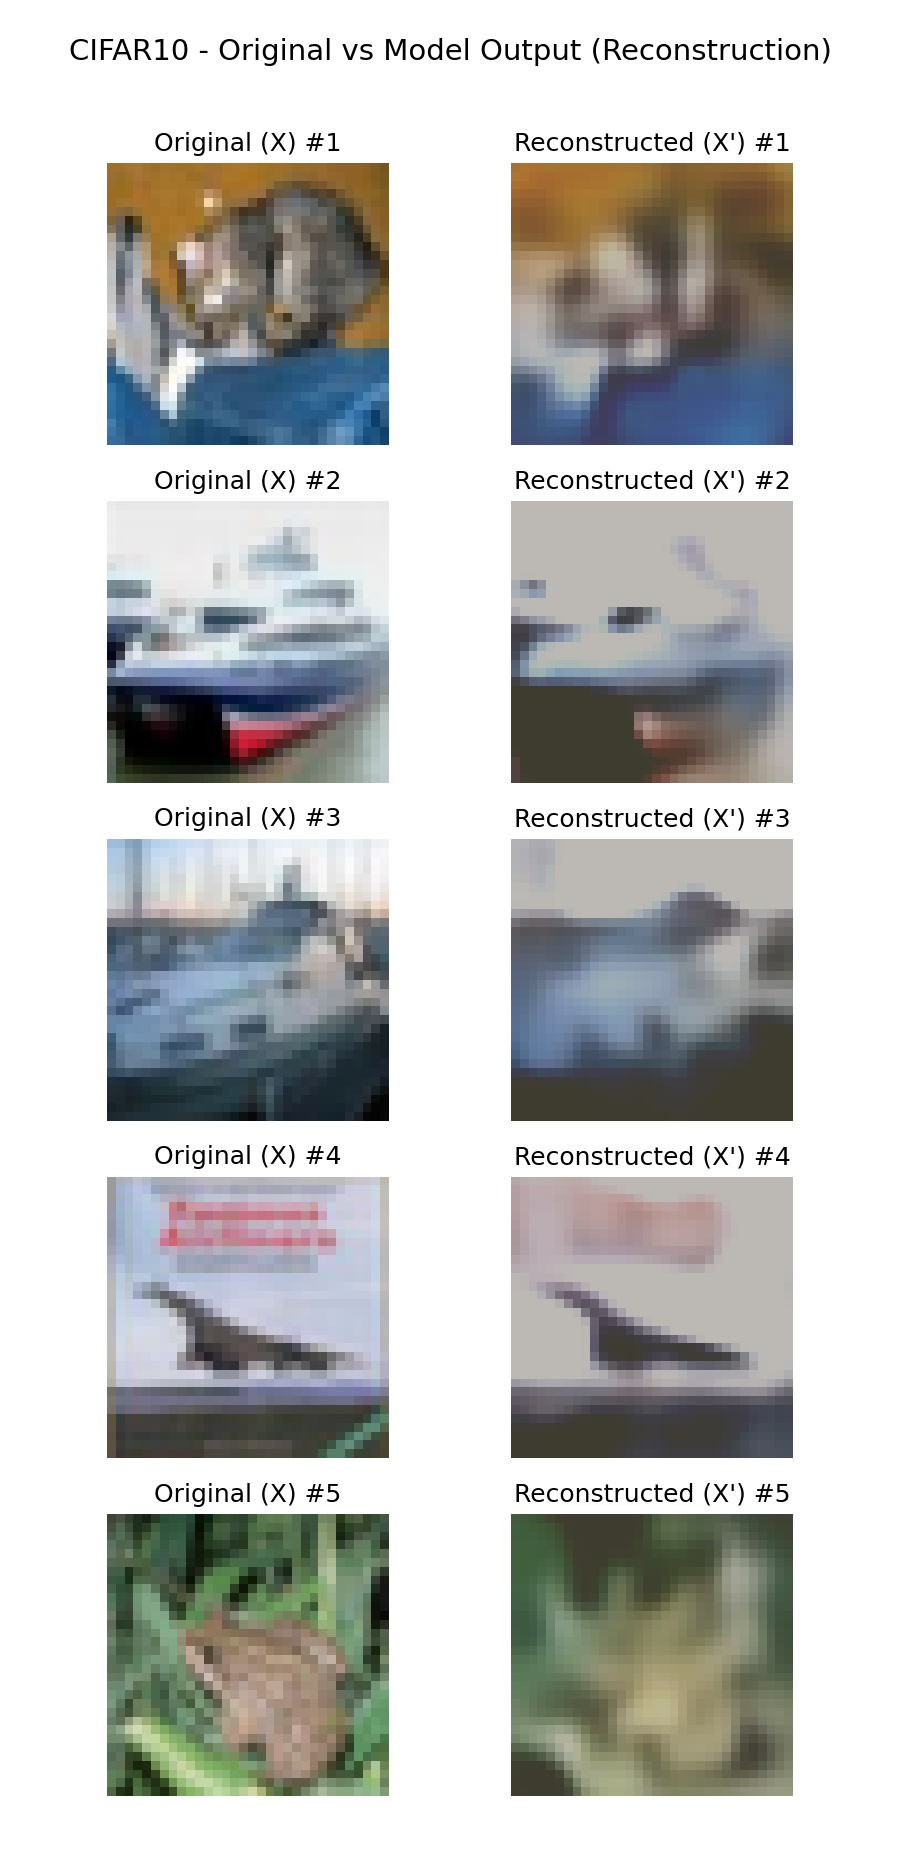 CIFAR10 - Original vs Model Output (Reconstruction)
Original (X) #1
Reconstructed (X') #1
Original (X) #2
Reconstructed (X') #2
Original (X) #3
Reconstructed (X') #3
Original (X) #4
Reconstructed (X') #4
Original (X) #5
Reconstructed (X') #5